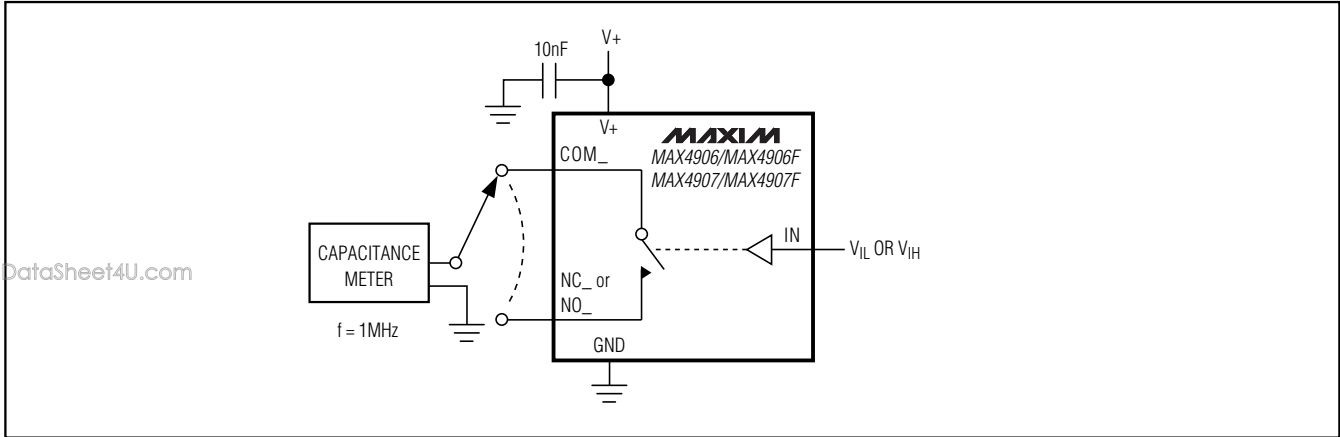 V+
10nF
V+
MAXIM
COM_
MAX4906/MAX4906F
MAX4907/MAX4907F
CAPACITANCE
METER
IN
VIL OR VIH
DataSheet4U.com
NC_ or
NO_
f = 1MHz
GND